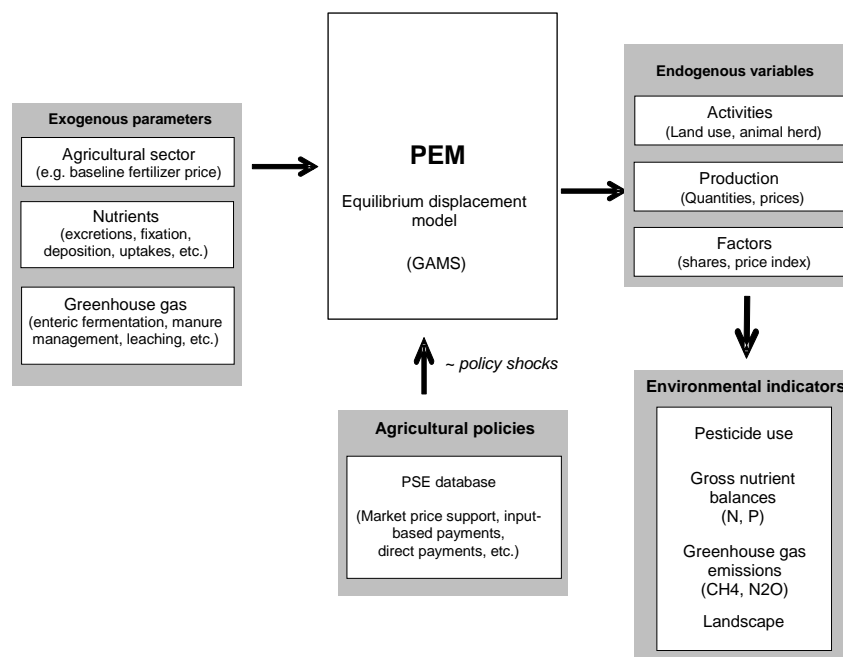 Exogenous parameters
Agricultural sector
(e.g. baseline fertilizer price)
Nutrients
(excretions, fixation,
deposition, uptakes, etc.)
Greenhouse gas
(enteric fermentation, manure
management, leaching, etc.)
PEM
Equilibrium displacement
model
(GAMS)
~ policy shocks
Agricultural policies
PSE database
(Market price support, input-
based payments,
direct payments, etc.)
Endogenous variables
Activities
(Land use, animal herd)
Production
(Quantities, prices)
Factors
(shares, price index)
Environmental indicators
Pesticide use
Gross nutrient
balances
(N, P)
Greenhouse gas
emissions
(CH4, N2O)
Landscape